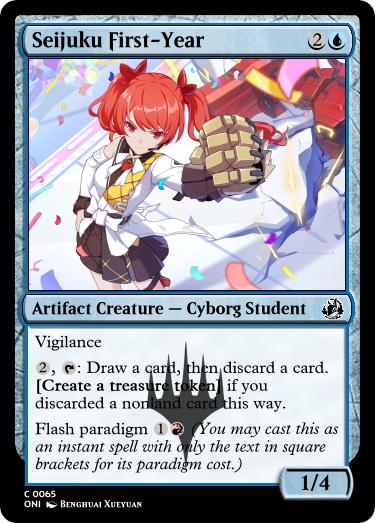 Seijuku First-Year 2
Artifact Creature — Cyborg Student
Vigilance
2, : Draw a card, then discard a card.
[Create a treasure token] if you
discarded a nonland card this way.
Flash paradigm 1 (You may cast this as
an instant spell with only the text in square
brackets for its paradigm cost.)
1/4
C 0065
ONI Benghuai Xueyuan